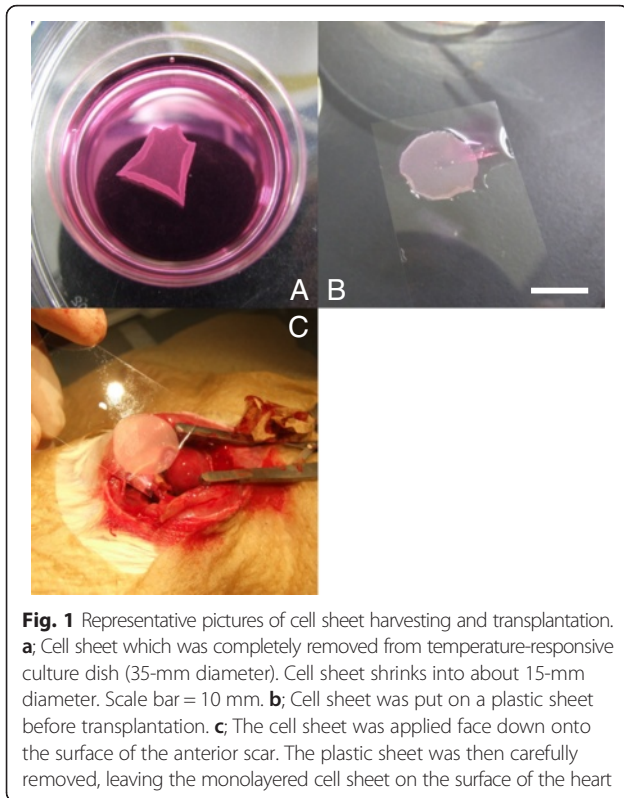 A B
C
Fig. 1 Representative pictures of cell sheet harvesting and transplantation.
a; Cell sheet which was completely removed from temperature-responsive
culture dish (35-mm diameter). Cell sheet shrinks into about 15-mm
diameter. Scale bar = 10 mm. b; Cell sheet was put on a plastic sheet
before transplantation. c; The cell sheet was applied face down onto
the surface of the anterior scar. The plastic sheet was then carefully
removed, leaving the monolayered cell sheet on the surface of the heart